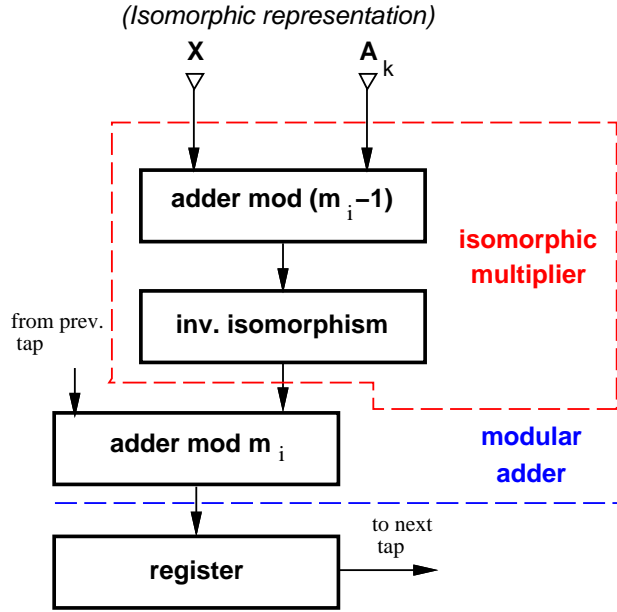 (Isomorphic representation)
X
A k
adder mod (m i −1)
isomorphic
multiplier
inv. isomorphism
from prev.
tap
adder mod m i
modular
adder
to next
tap
register